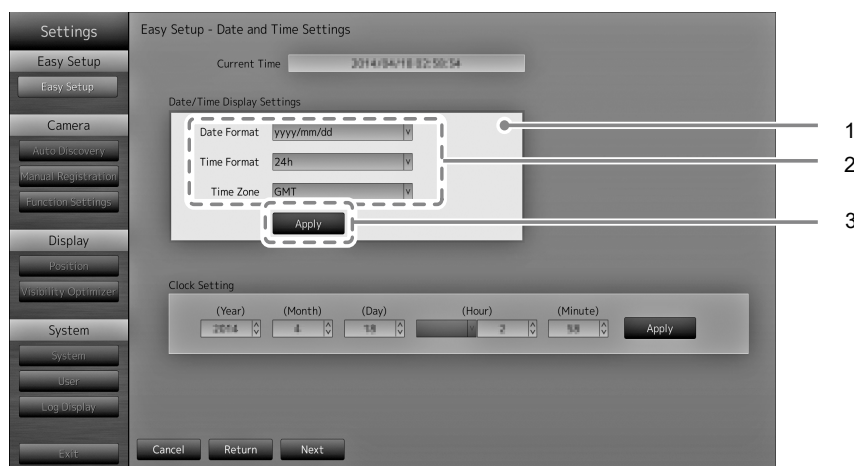 Settings
Easy Setup
Easy Setup
Camera
Auto Discovery
Manual Registration
Function Settings
Display
Position
Visibility Optimizer
System
System
User
Log Display
Exit
Easy Setup - Date and Time Settings
Current Time 2014/04/18 02:58:54
Date/Time Display Settings
Date Format yyyy/mm/dd
Time Format 24h
Time Zone GMT
Apply
1
2
3
Clock Setting
(Year) (Month) (Day) (Hour) (Minute)
2014 4 18 2 58 Apply
Cancel Return Next